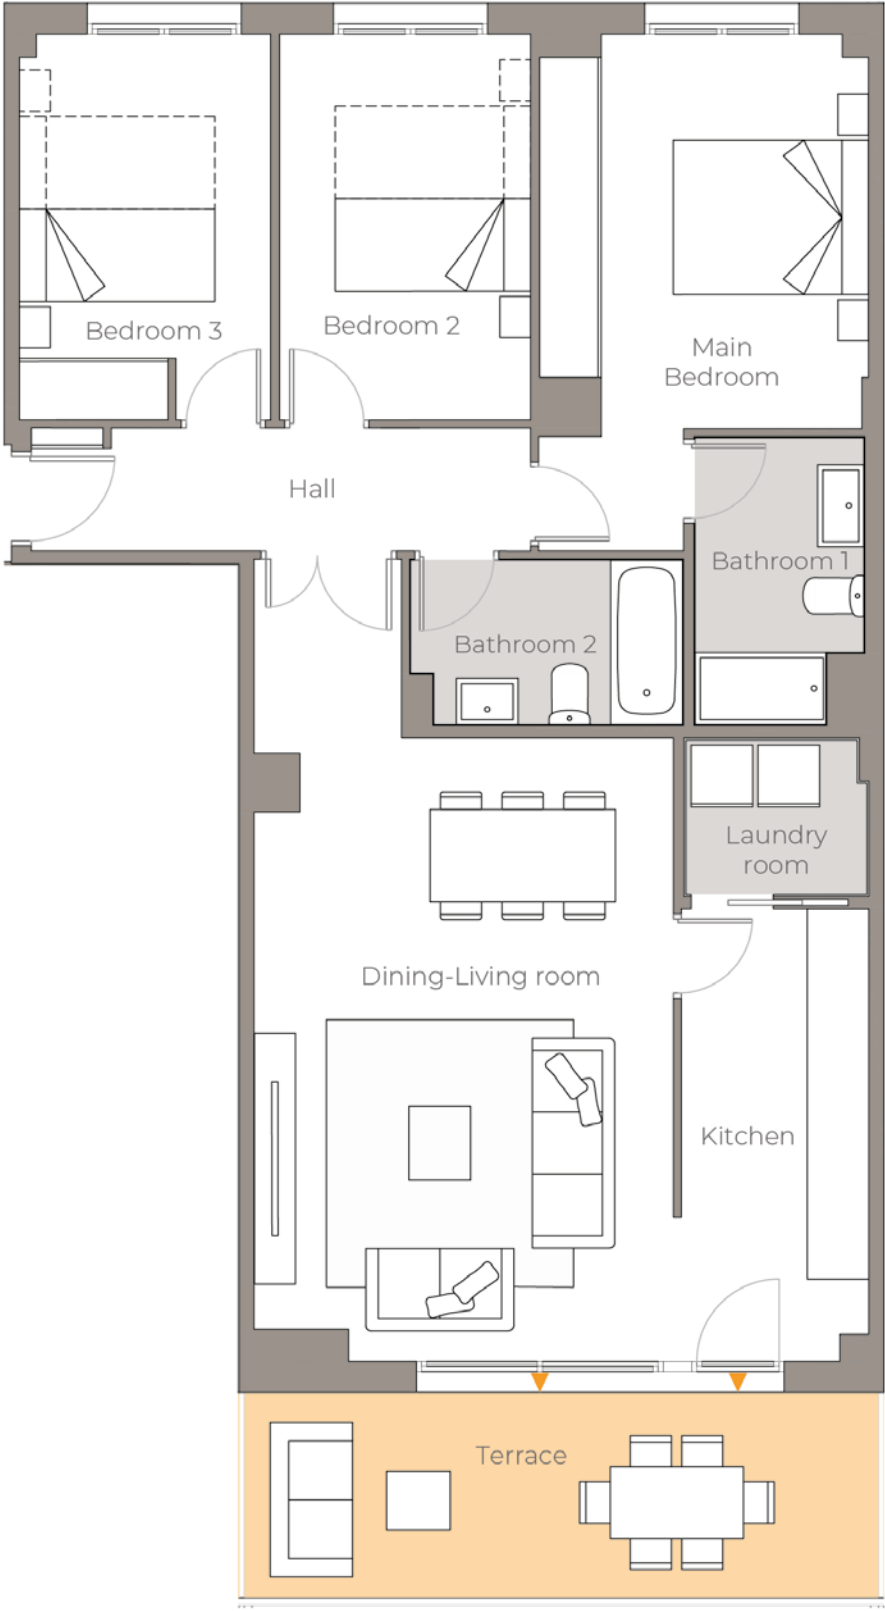 Bedroom 3
Bedroom 2
Main
Bedroom
Hall
Bathroom 1
Bathroom 2
Laundry
room
Dining-Living room
Kitchen
Terrace